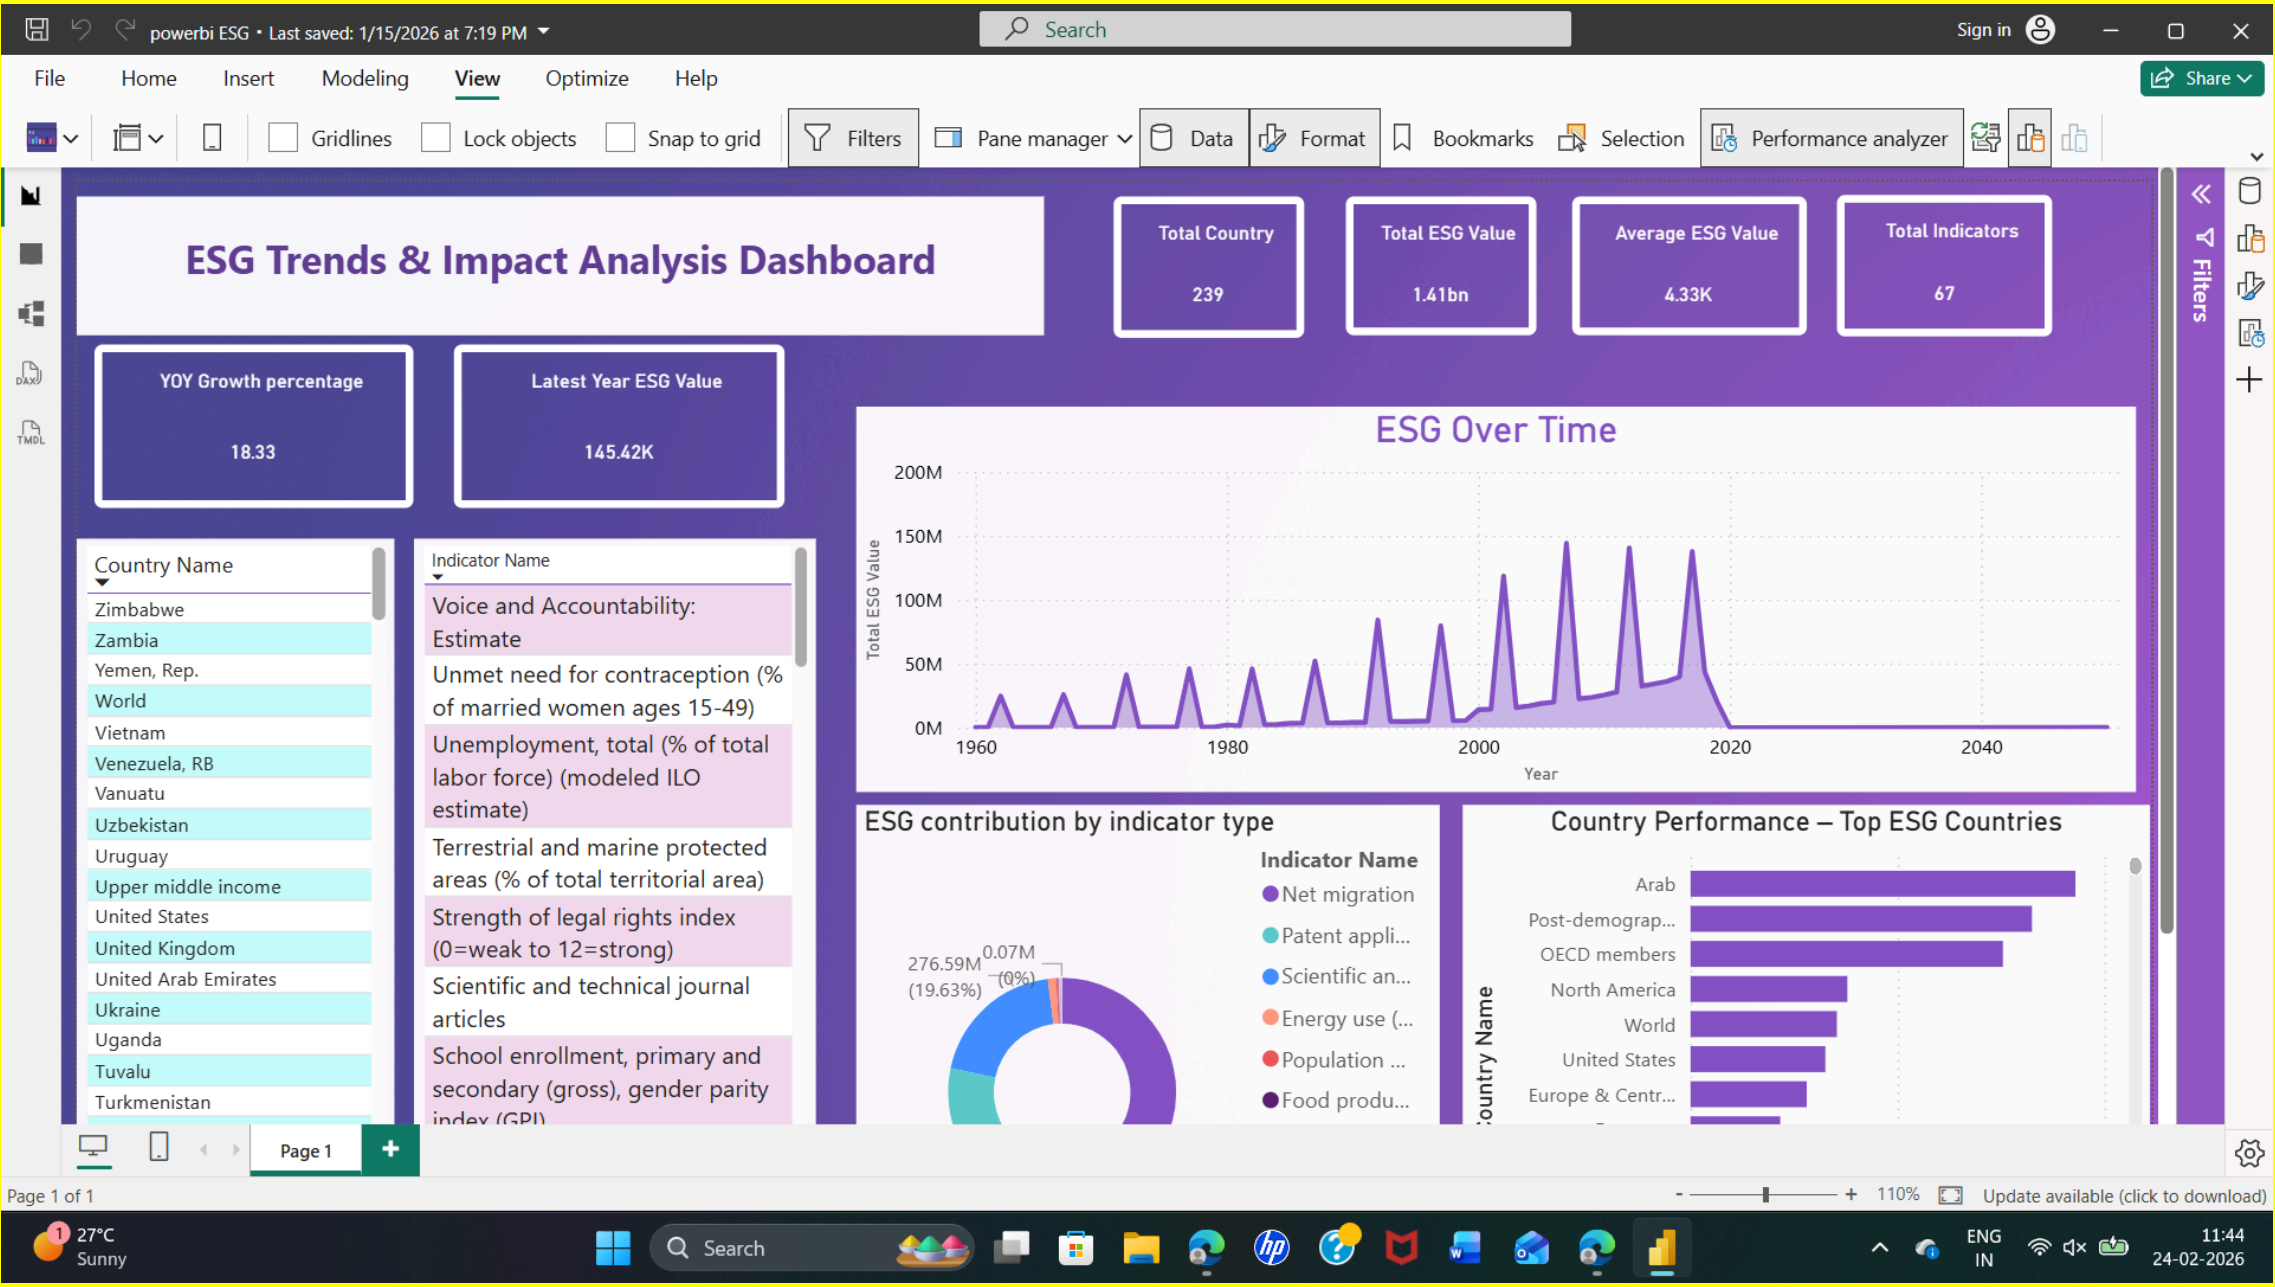 powerbi ESG • Last saved: 1/15/2026 at 7:19 PM
Search
Sign in
File
Home
Insert
Modeling
View
Optimize
Help
Share
Gridlines
Lock objects
Snap to grid
Filters
Pane manager
Data
Format
Bookmarks
Selection
Performance analyzer
DAX
TMDL
ESG Trends & Impact Analysis Dashboard
Total Country
239
Total ESG Value
1.41bn
Average ESG Value
4.33K
Total Indicators
67
Filters
YOY Growth percentage
18.33
Latest Year ESG Value
145.42K
Country Name
Zimbabwe
Zambia
Yemen, Rep.
World
Vietnam
Venezuela, RB
Vanuatu
Uzbekistan
Uruguay
Upper middle income
United States
United Kingdom
United Arab Emirates
Ukraine
Uganda
Tuvalu
Turkmenistan
Indicator Name
Voice and Accountability:
Estimate
Unmet need for contraception (%
of married women ages 15-49)
Unemployment, total (% of total
labor force) (modeled ILO
estimate)
Terrestrial and marine protected
areas (% of total territorial area)
Strength of legal rights index
(0=weak to 12=strong)
Scientific and technical journal
articles
School enrollment, primary and
secondary (gross), gender parity
index (GPI)
ESG Over Time
Total ESG Value
200M
150M
100M
50M
0M
1960
1980
2000
2020
2040
Year
ESG contribution by indicator type
276.59M
(19.63%)
0.07M
(0%)
Indicator Name
Net migration
Patent appli...
Scientific an...
Energy use (...
Population ...
Food produ...
Country Performance – Top ESG Countries
Country Name
Arab
Post-demograp...
OECD members
North America
World
United States
Europe & Centr...
Page 1
Page 1 of 1
- + 110%
Update available (click to download)
1
27°C
Sunny
Search
hp
ENG
IN
11:44
24-02-2026